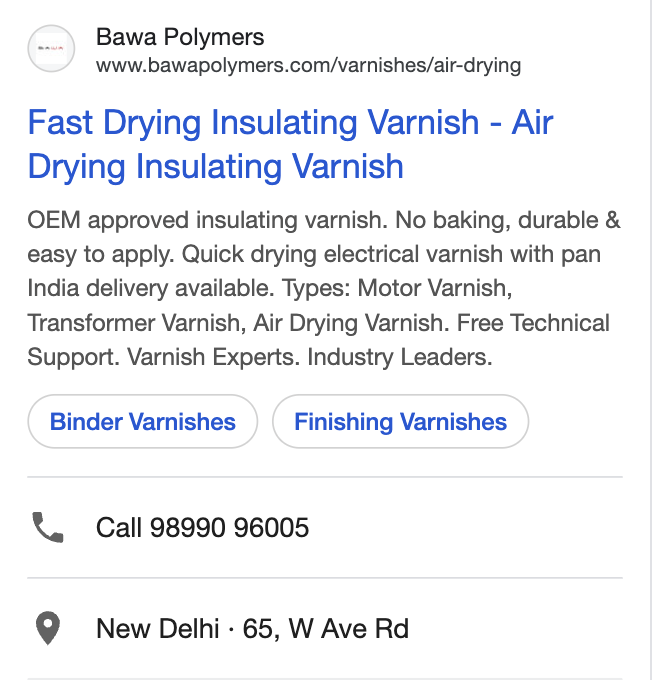 BAWA
Bawa Polymers
www.bawapolymers.com/varnishes/air-drying
Fast Drying Insulating Varnish - Air
Drying Insulating Varnish
OEM approved insulating varnish. No baking, durable &
easy to apply. Quick drying electrical varnish with pan
India delivery available. Types: Motor Varnish,
Transformer Varnish, Air Drying Varnish. Free Technical
Support. Varnish Experts. Industry Leaders.
Binder Varnishes Finishing Varnishes
Call 98990 96005
New Delhi · 65, W Ave Rd